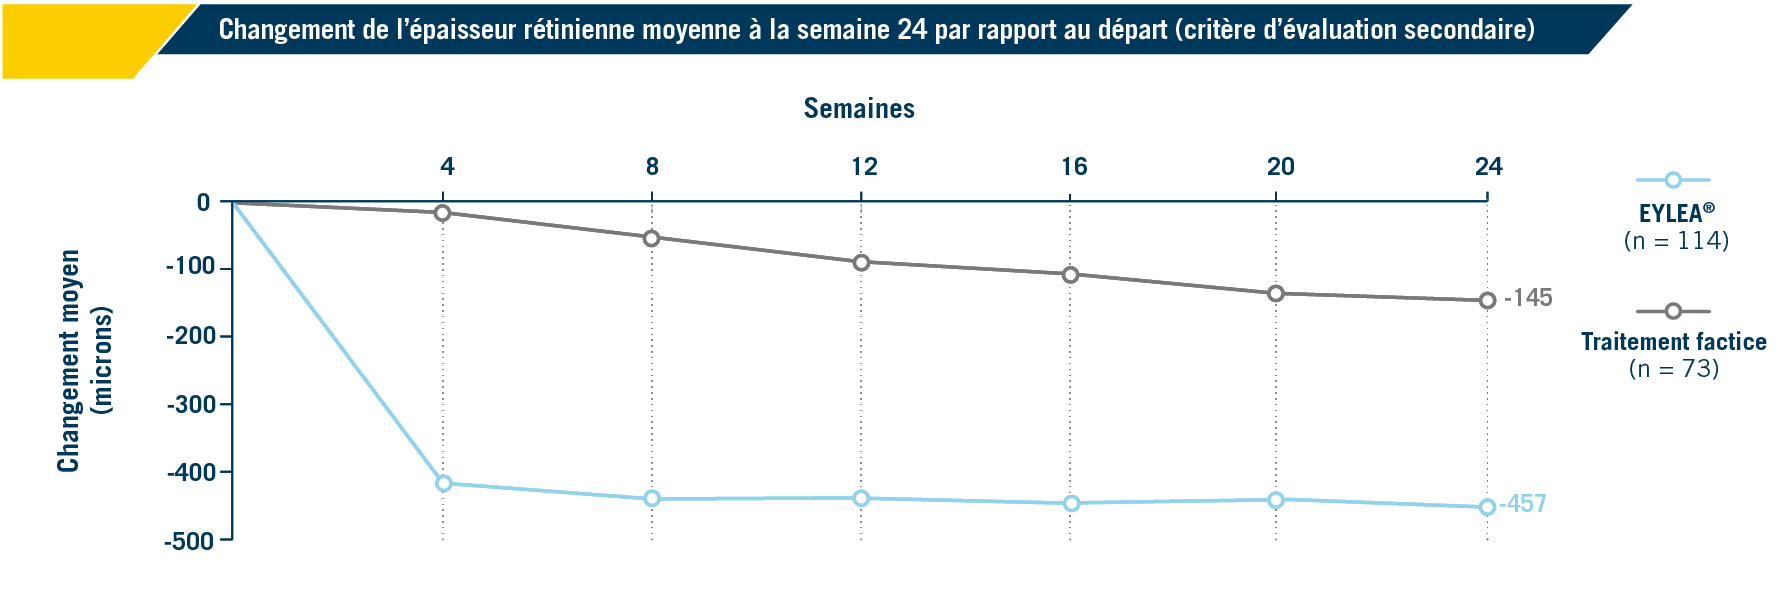 Changement de l’épaisseur rétinienne moyenne à la semaine 24 par rapport au départ (critère d’évaluation secondaire)
Semaines
4 8 12 16 20 24
0
-100
-200
-300
-400
-500
Changement moyen
(microns)
-145
-457
EYLEA®
(n = 114)
Traitement factice
(n = 73)